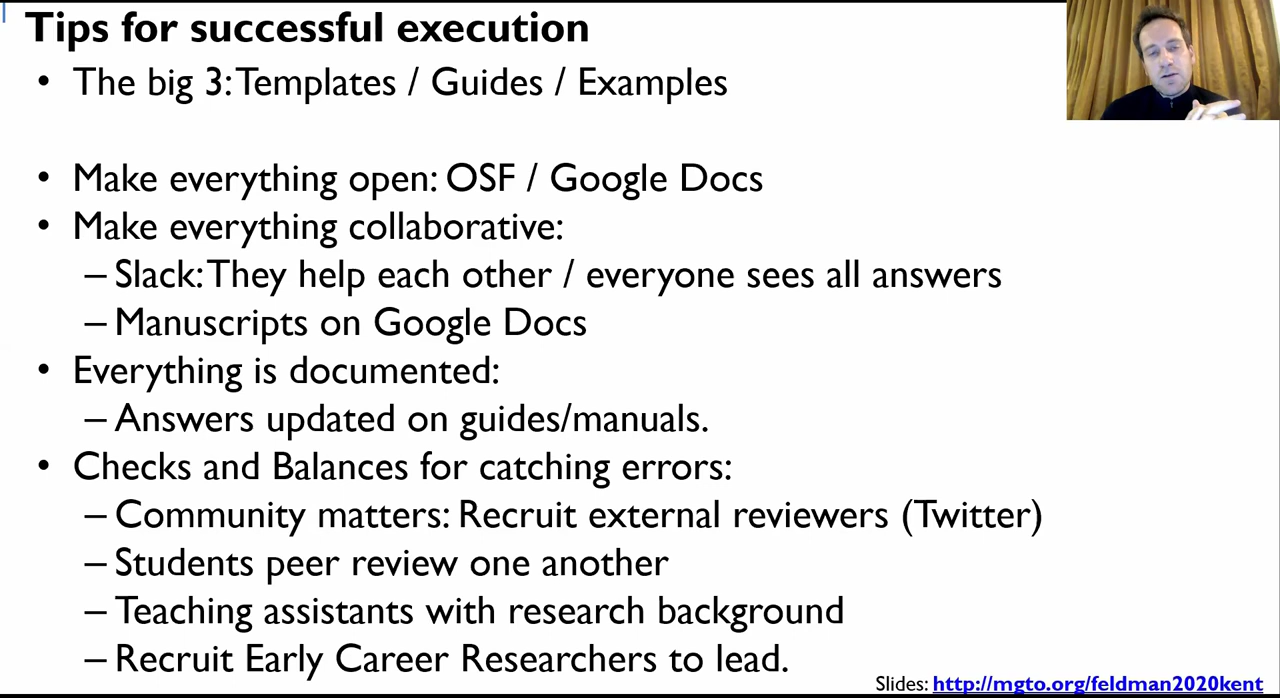 Tips for successful execution
• The big 3: Templates / Guides / Examples
• Make everything open: OSF / Google Docs
• Make everything collaborative:
– Slack: They help each other / everyone sees all answers
– Manuscripts on Google Docs
• Everything is documented:
– Answers updated on guides/manuals.
• Checks and Balances for catching errors:
– Community matters: Recruit external reviewers (Twitter)
– Students peer review one another
– Teaching assistants with research background
– Recruit Early Career Researchers to lead.
Slides: http://mgto.org/feldman2020kent